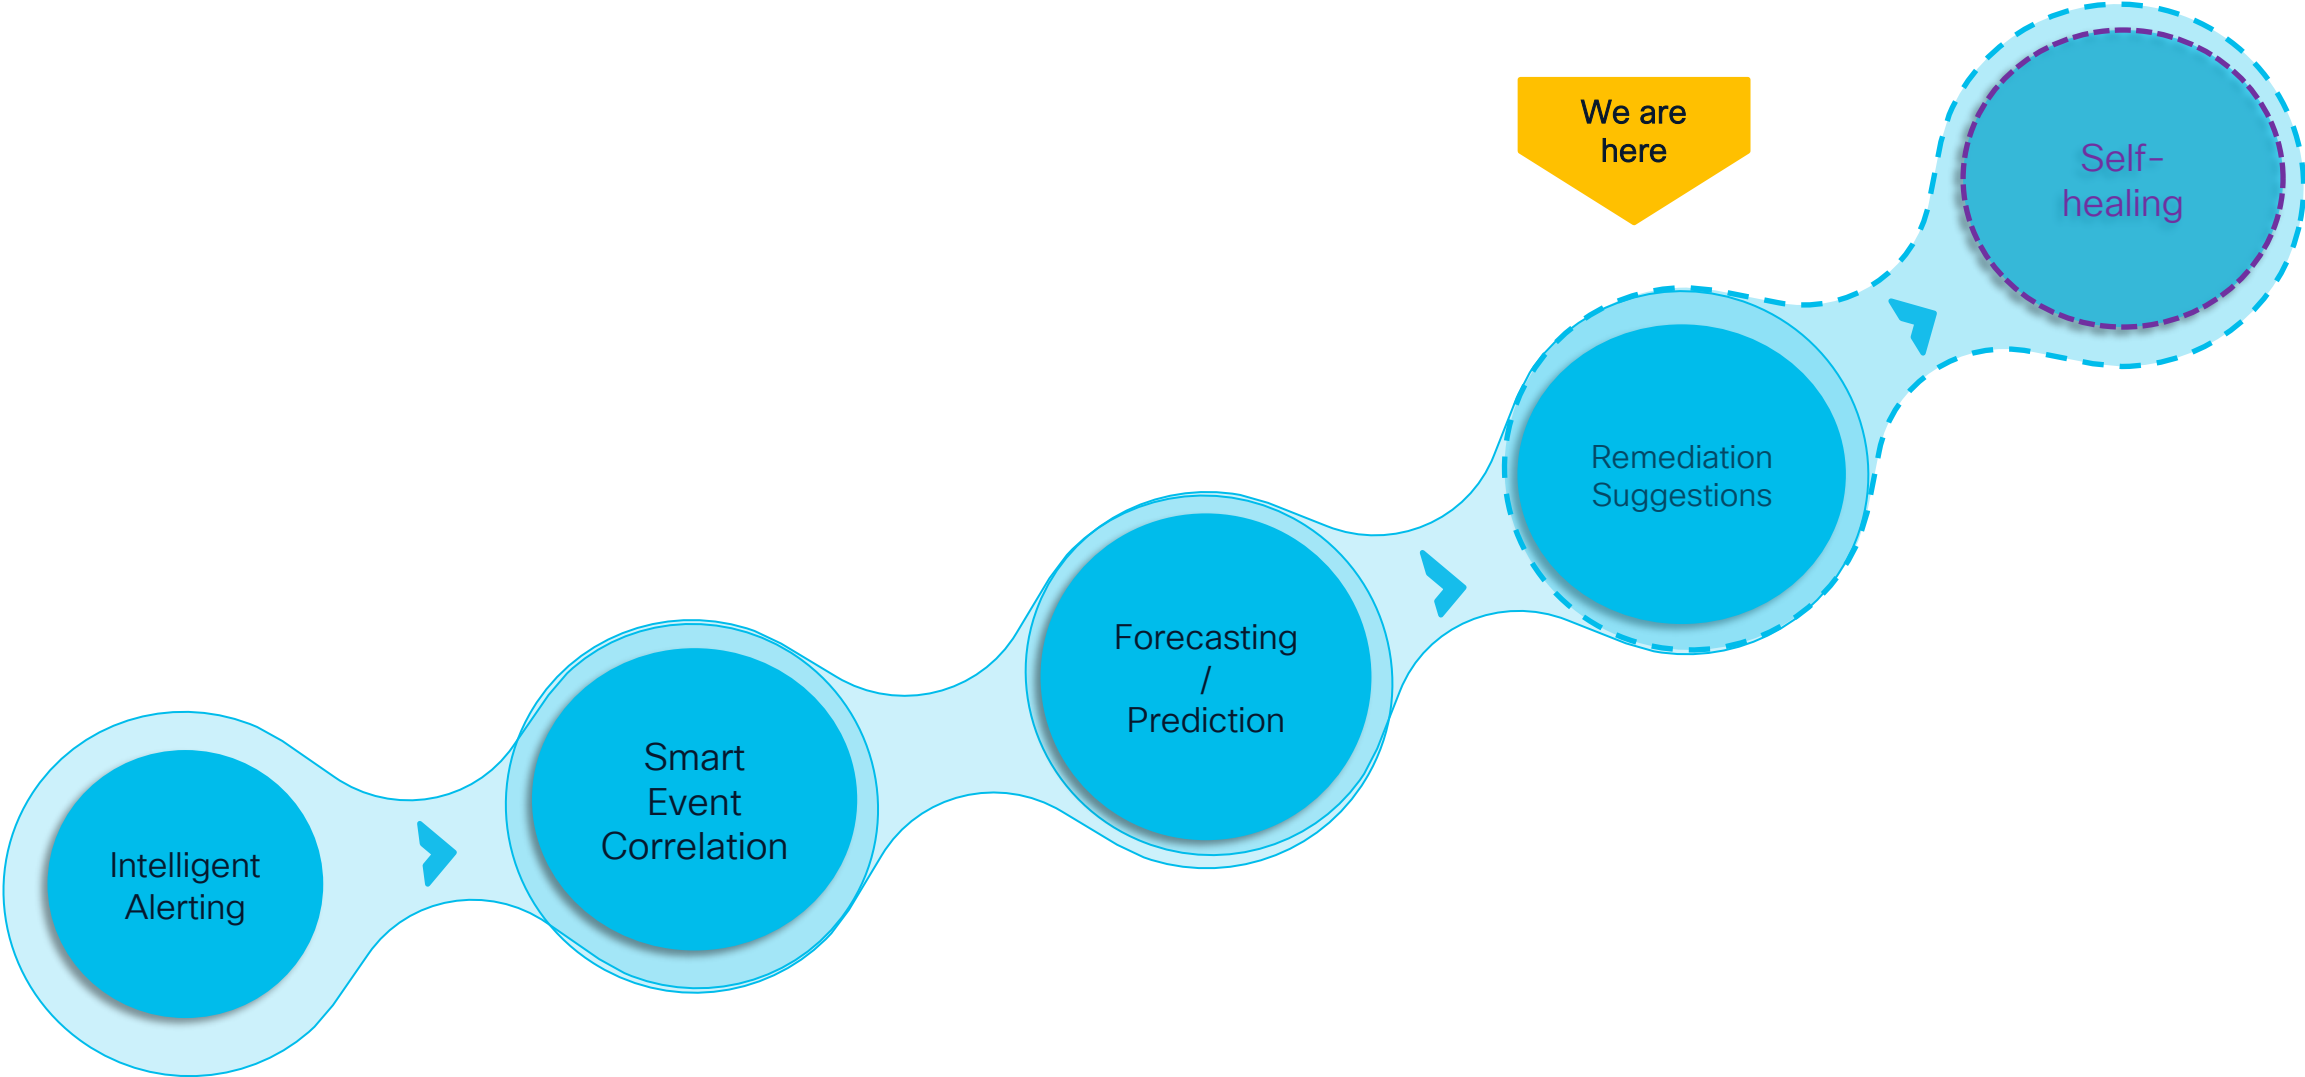 Intelligent
Alerting
Smart
Event
Correlation
Forecasting
/
Prediction
We are
here
Remediation
Suggestions
Self-
healing